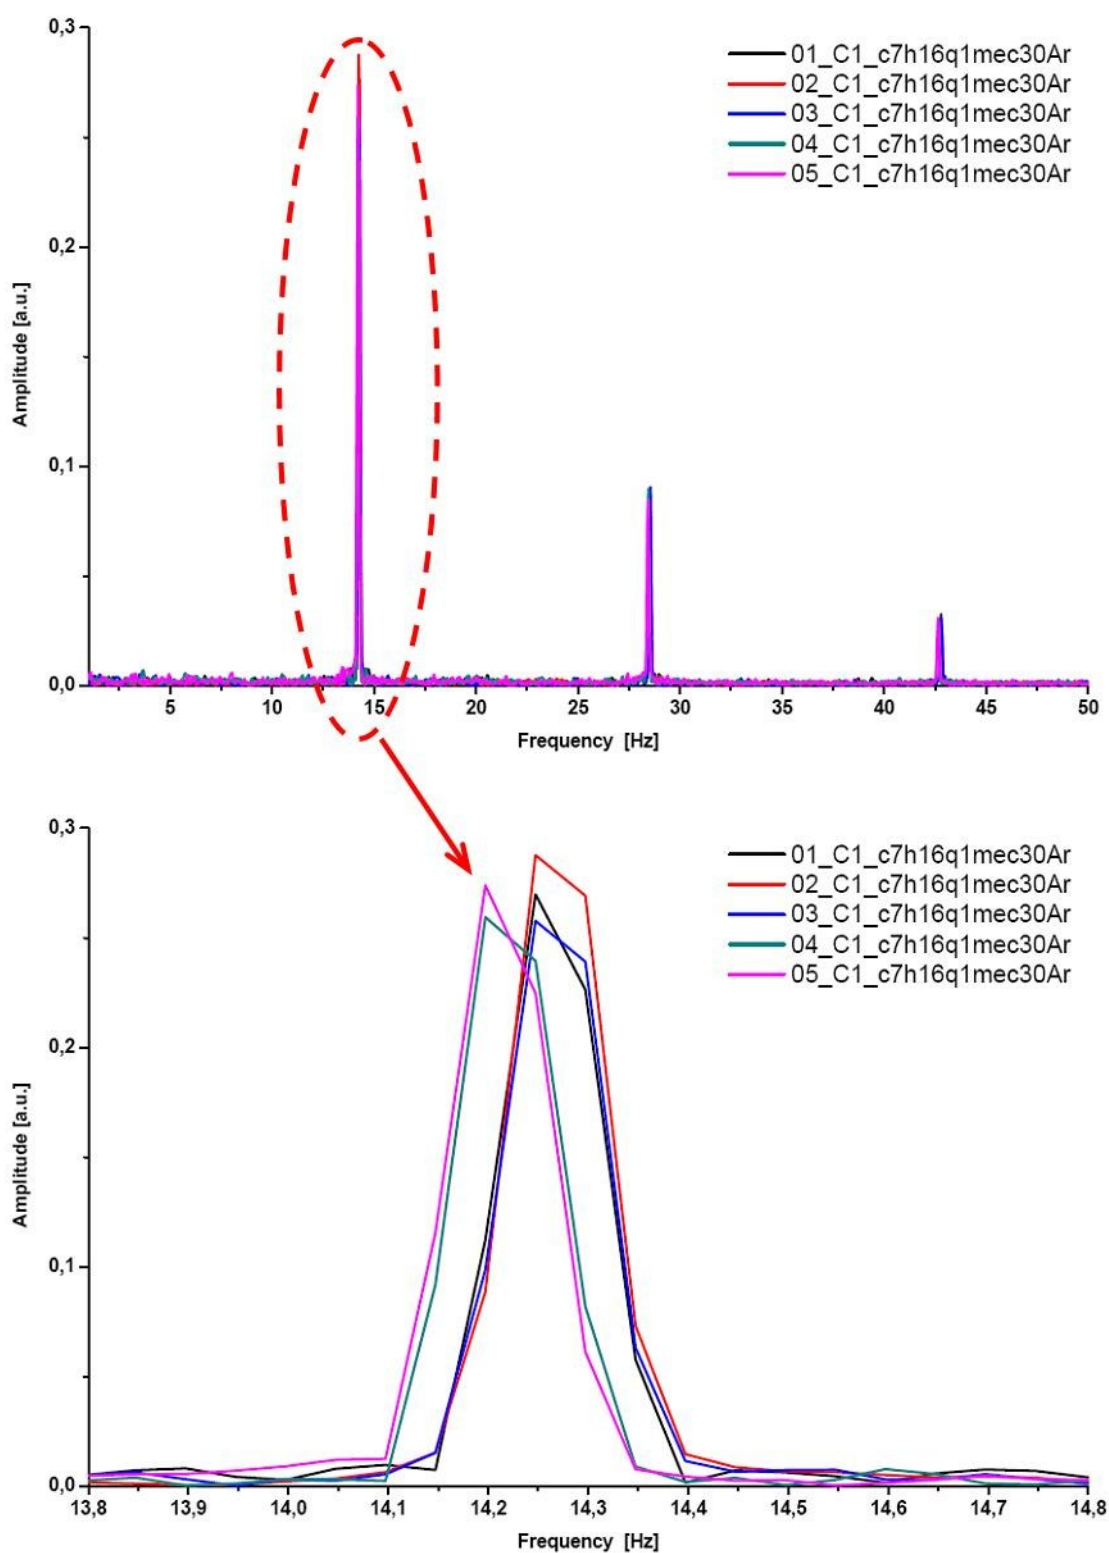 0,3
01_C1_c7h16q1mec30Ar
02_C1_c7h16q1mec30Ar
03_C1_c7h16q1mec30Ar
04_C1_c7h16q1mec30Ar
05_C1_c7h16q1mec30Ar
0,2
Amplitude [a.u.]
0,1
0,0
5 10 15 20 25 30 35 40 45 50
Frequency [Hz]
0,3
01_C1_c7h16q1mec30Ar
02_C1_c7h16q1mec30Ar
03_C1_c7h16q1mec30Ar
04_C1_c7h16q1mec30Ar
05_C1_c7h16q1mec30Ar
0,2
Amplitude [a.u.]
0,1
0,0
13,8 13,9 14,0 14,1 14,2 14,3 14,4 14,5 14,6 14,7 14,8
Frequency [Hz]